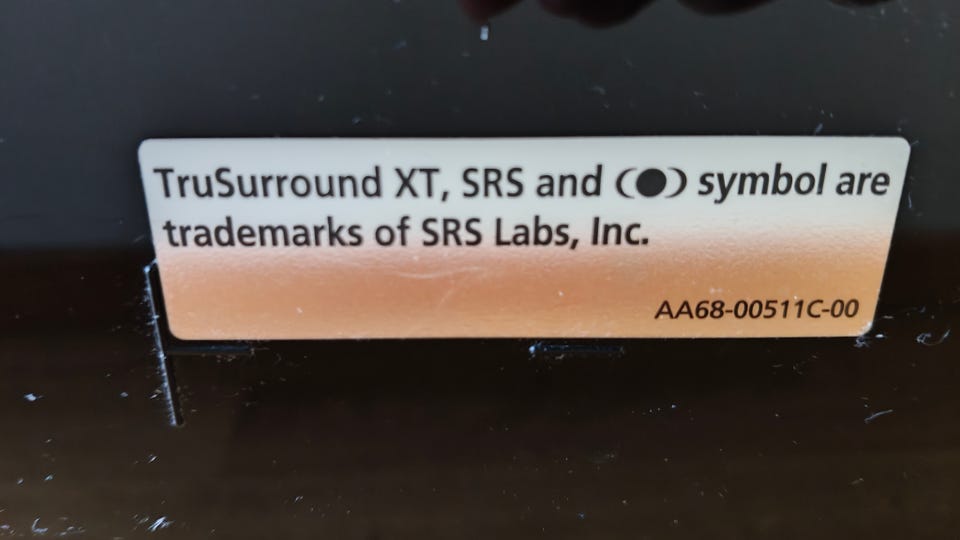 TruSurround XT, SRS and (●) symbol are
trademarks of SRS Labs, Inc.
AA68-00511C-00